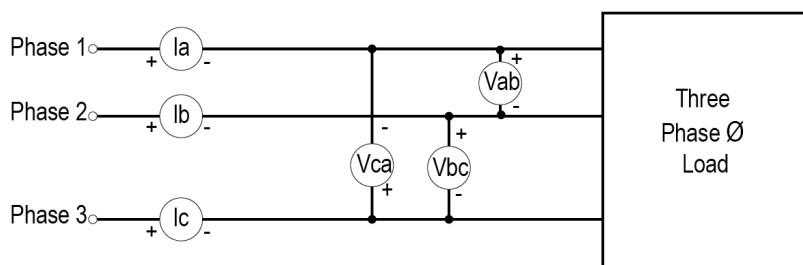 Phase 1
+ Ia -
+
Vab
-
Phase 2
+ Ib -
-
Vca
+
+
Vbc
-
Phase 3
+ Ic -
Three
Phase Ø
Load